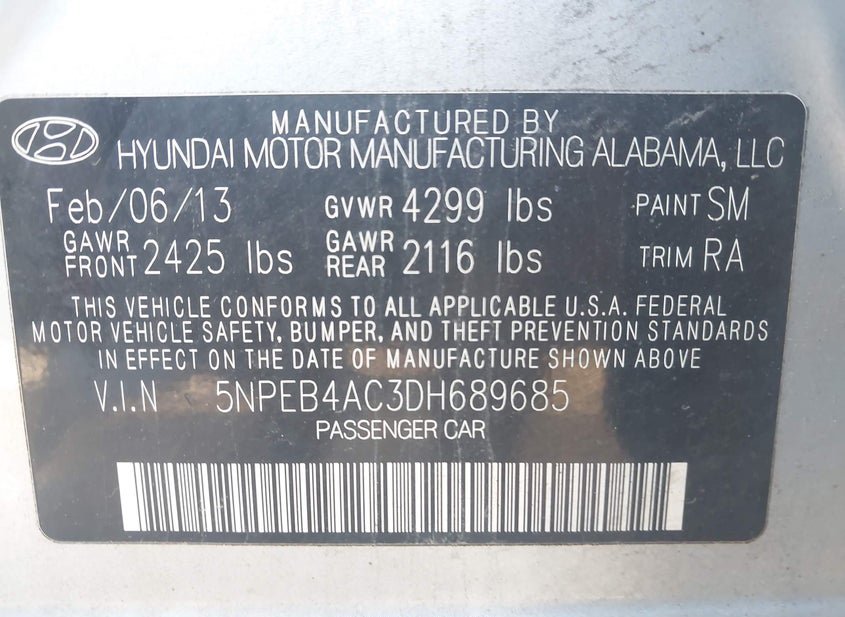 MANUFACTURED BY
HYUNDAI MOTOR MANUFACTURING ALABAMA, LLC
Feb/06/13 GVWR 4299 lbs PAINT SM
GAWR FRONT 2425 lbs GAWR REAR 2116 lbs TRIM RA
THIS VEHICLE CONFORMS TO ALL APPLICABLE U.S.A. FEDERAL
MOTOR VEHICLE SAFETY, BUMPER, AND THEFT PREVENTION STANDARDS
IN EFFECT ON THE DATE OF MANUFACTURE SHOWN ABOVE
V.I.N 5NPEB4AC3DH689685
PASSENGER CAR